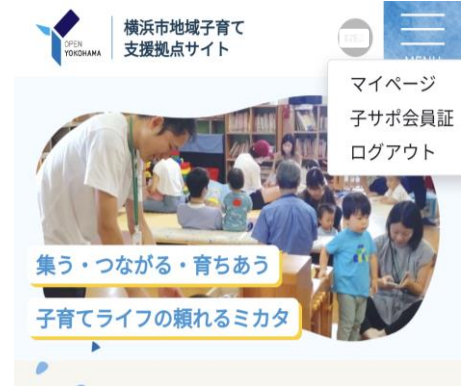 OPEN
YOKOHAMA
横浜市地域子育て
支援拠点サイト
MENU
マイページ
子サポ会員証
ログアウト
集う・つながる・育ちあう
子育てライフの頼れるミカタ